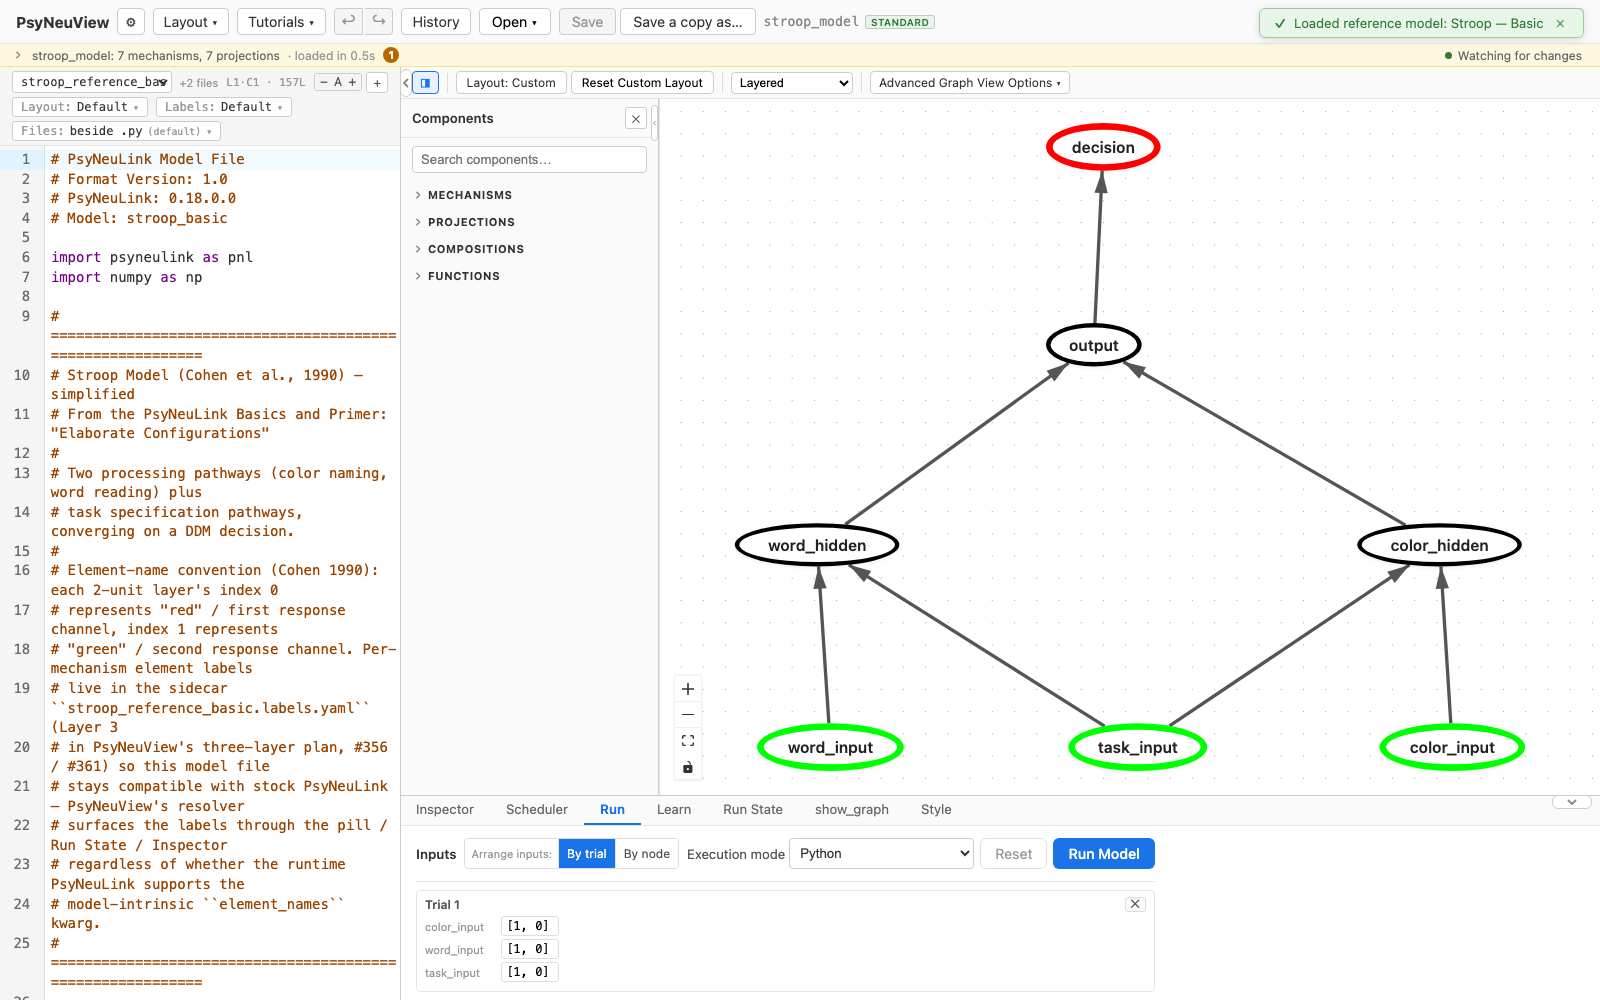 PsyNeuView ⚙ Layout ▾ Tutorials ▾ History Open ▾ Save Save a copy as... stroop_model STANDARD
✓ Loaded reference model: Stroop — Basic ×
stroop_model: 7 mechanisms, 7 projections · loaded in 0.5s 1
Watching for changes
stroop_reference_bas +2 files L1:C1 · 157L − A + +
Layout: Default ▾ Labels: Default ▾
Files: beside .py (default) ▾
1 # PsyNeuLink Model File
2 # Format Version: 1.0
3 # PsyNeuLink: 0.18.0.0
4 # Model: stroop_basic
5
6 import psyneulink as pnl
7 import numpy as np
8
9 #
=========================================
==================
10 # Stroop Model (Cohen et al., 1990) —
simplified
11 # From the PsyNeuLink Basics and Primer:
"Elaborate Configurations"
12 #
13 # Two processing pathways (color naming,
word reading) plus
14 # task specification pathways,
converging on a DDM decision.
15 #
16 # Element-name convention (Cohen 1990):
each 2-unit layer's index 0
17 # represents "red" / first response
channel, index 1 represents
18 # "green" / second response channel. Per-
mechanism element labels
19 # live in the sidecar
``stroop_reference_basic.labels.yaml``
(Layer 3
20 # in PsyNeuView's three-layer plan, #356
/ #361) so this model file
21 # stays compatible with stock PsyNeuLink
— PsyNeuView's resolver
22 # surfaces the labels through the pill /
Run State / Inspector
23 # regardless of whether the runtime
PsyNeuLink supports the
24 # model-intrinsic ``element_names``
kwarg.
25 #
=========================================
==================
Layout: Custom Reset Custom Layout Layered Advanced Graph View Options ▾
Components ×
Search components...
MECHANISMS
PROJECTIONS
COMPOSITIONS
FUNCTIONS
decision
output
word_hidden color_hidden
word_input task_input color_input
Inspector Scheduler Run Learn Run State show_graph Style
Inputs Arrange inputs: By trial By node Execution mode Python Reset Run Model
Trial 1
color_input [1, 0]
word_input [1, 0]
task_input [1, 0]